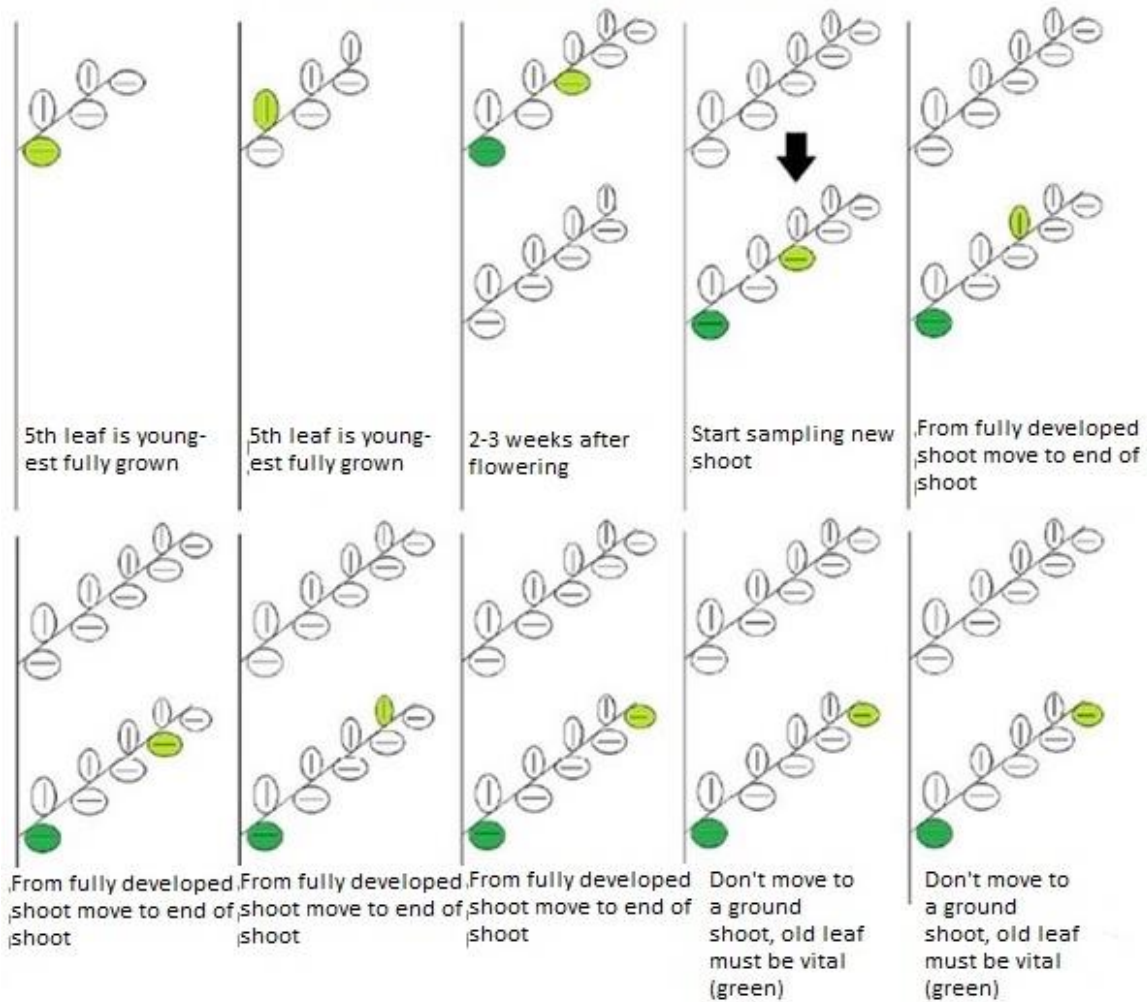 5th leaf is young-
est fully grown
5th leaf is young-
est fully grown
2-3 weeks after
flowering
Start sampling new
shoot
From fully developed
shoot move to end of
shoot
From fully developed
shoot move to end of
shoot
From fully developed
shoot move to end of
shoot
From fully developed
shoot move to end of
shoot
Don't move to
a ground
shoot, old leaf
must be vital
(green)
Don't move to
a ground
shoot, old leaf
must be vital
(green)